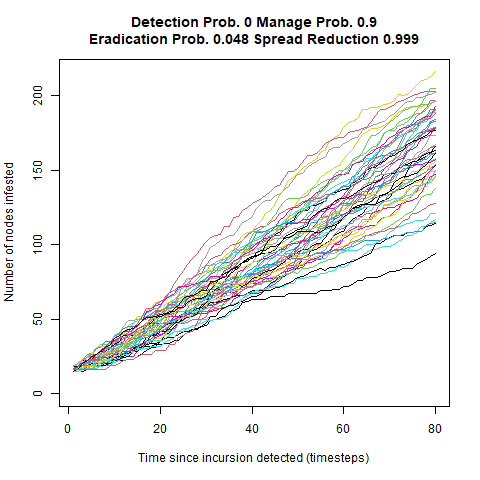 Detection Prob. 0 Manage Prob. 0.9
Eradication Prob. 0.048 Spread Reduction 0.999
Number of nodes infested
200
150
100
50
0
0 20 40 60 80
Time since incursion detected (timesteps)